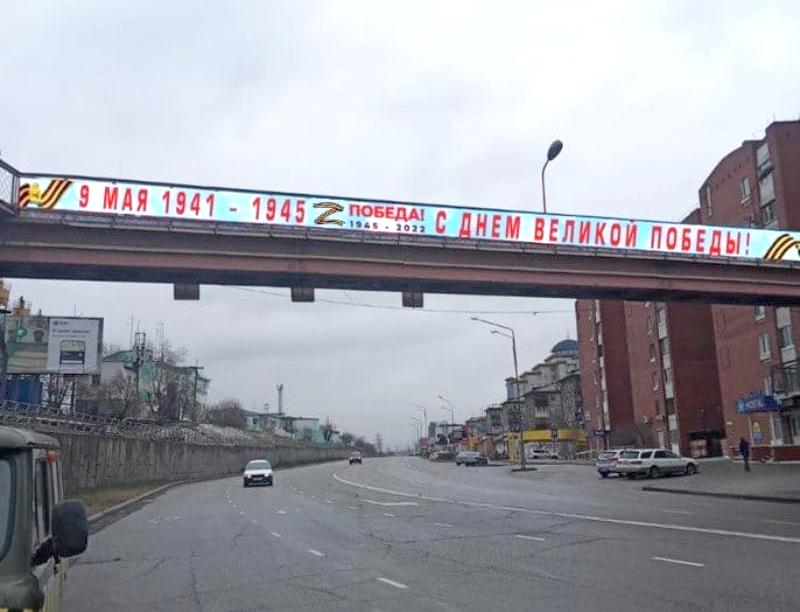 9 МАЯ 1941 - 1945
Z ПОБЕДА!
1945 - 2022
С ДНЕМ ВЕЛИКОЙ ПОБЕДЫ!